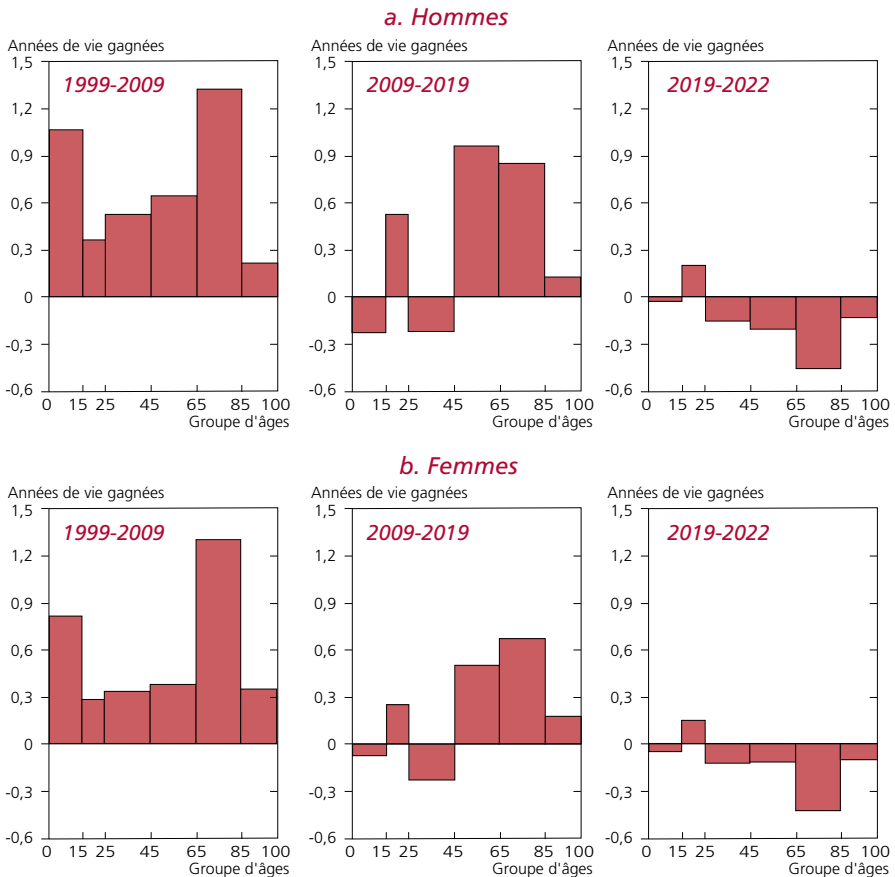 a. Hommes
Années de vie gagnées
1,5
1,2
0,9
0,6
0,3
0
-0,3
-0,6
1999-2009
0 15 25 45 65 85 100
Groupe d'âges
Années de vie gagnées
1,5
1,2
0,9
0,6
0,3
0
-0,3
-0,6
2009-2019
0 15 25 45 65 85 100
Groupe d'âges
Années de vie gagnées
1,5
1,2
0,9
0,6
0,3
0
-0,3
-0,6
2019-2022
0 15 25 45 65 85 100
Groupe d'âges
b. Femmes
Années de vie gagnées
1,5
1,2
0,9
0,6
0,3
0
-0,3
-0,6
1999-2009
0 15 25 45 65 85 100
Groupe d'âges
Années de vie gagnées
1,5
1,2
0,9
0,6
0,3
0
-0,3
-0,6
2009-2019
0 15 25 45 65 85 100
Groupe d'âges
Années de vie gagnées
1,5
1,2
0,9
0,6
0,3
0
-0,3
-0,6
2019-2022
0 15 25 45 65 85 100
Groupe d'âges